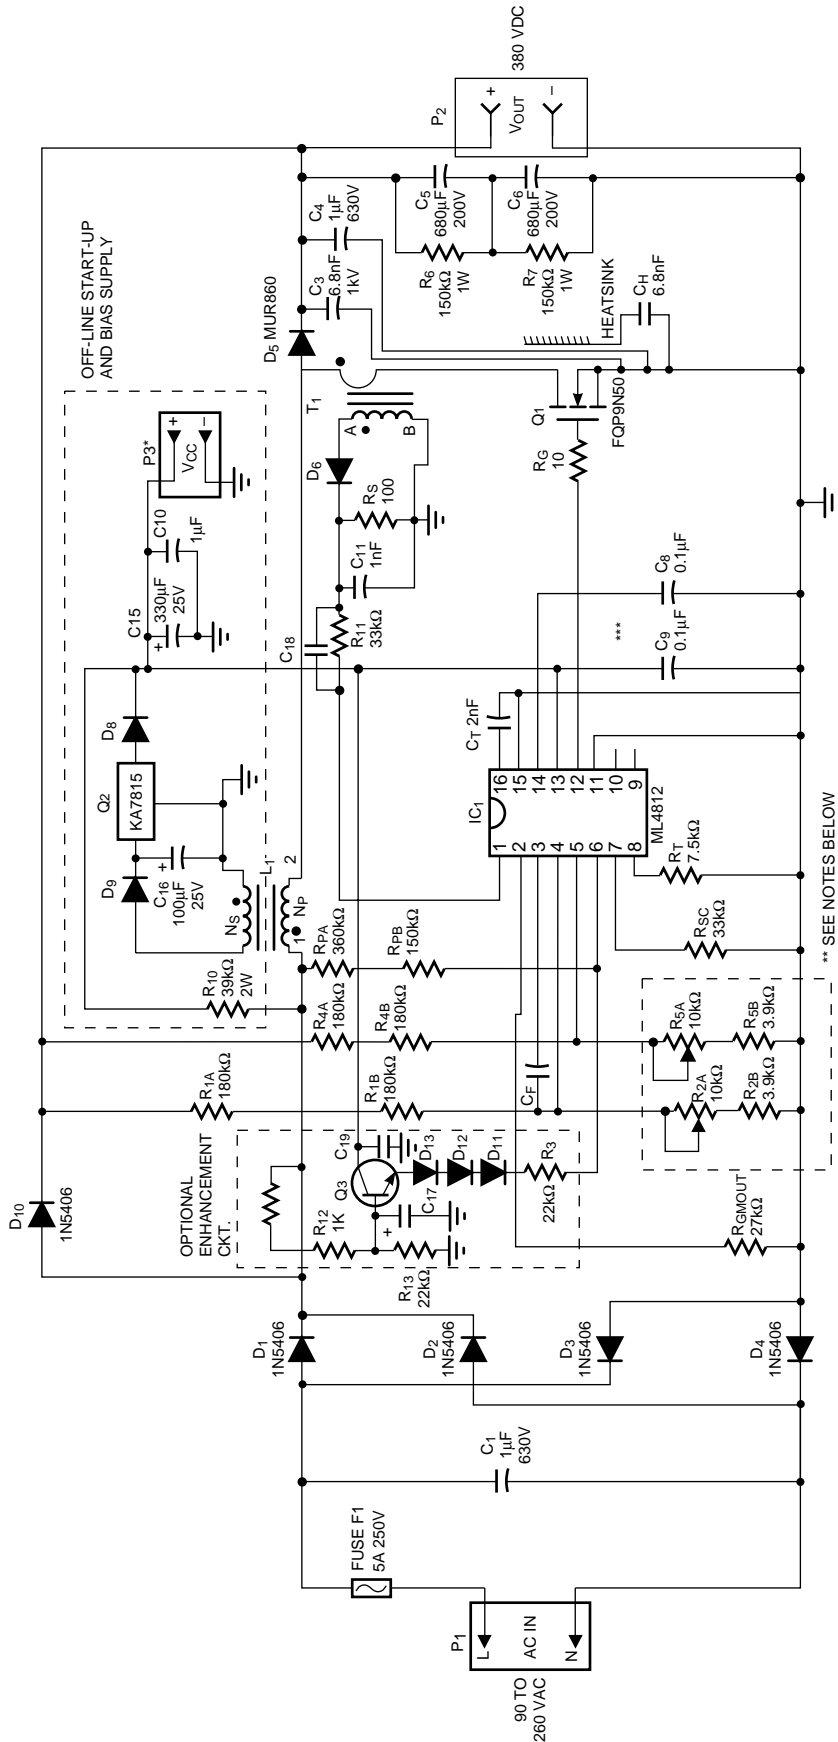 OFF-LINE START-UP
AND BIAS SUPPLY
D10
1N5406
R1A
180kΩ
R10
39kΩ
2W
D9
C16
100µF
25V
Q2
KA7815
D8
C15
330µF
25V
C10
1µF
P3*
VCC
+
−
NS
L1
NP
1
2
OPTIONAL
ENHANCEMENT
CKT.
R12
1K
R13
22kΩ
Q3
C19
C17
D13
D12
D11
R3
22kΩ
R1B
180kΩ
R4A
180kΩ
R4B
180kΩ
RPA
360kΩ
RPB
150kΩ
CF
C18
R11
33kΩ
C11
1nF
RS
100
D6
T1
A
B
D5 MUR860
C3
6.8nF
1kV
C4
1µF
630V
R6
150kΩ
1W
C5
680µF
200V
R7
150kΩ
1W
C6
680µF
200V
HEATSINK
CH
6.8nF
P2
VOUT
+
−
380 VDC
Q1
FQP9N50
RG
10
IC1
ML4812
1
2
3
4
5
6
7
8
16
15
14
13
12
11
10
9
CT 2nF
C9
0.1µF
C8
0.1µF
***
RT
7.5kΩ
RSC
33kΩ
R5A
10kΩ
R5B
3.9kΩ
R2A
10kΩ
R2B
3.9kΩ
** SEE NOTES BELOW
RGMOUT
27kΩ
D1
1N5406
D2
1N5406
D3
1N5406
D4
1N5406
C1
1µF
630V
FUSE F1
5A 250V
P1
L
AC IN
N
90 TO
260 VAC